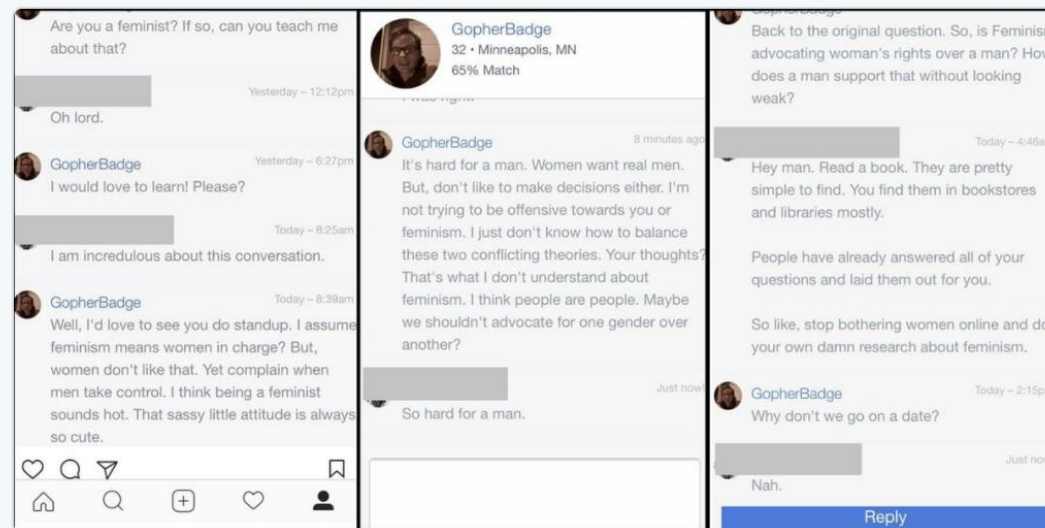 Are you a feminist? If so, can you teach me
about that?
Yesterday – 12:12pm
Oh lord.
GopherBadge
Yesterday – 6:27pm
I would love to learn! Please?
Today – 8:25am
I am incredulous about this conversation.
GopherBadge
Today – 8:39am
Well, I'd love to see you do standup. I assume
feminism means women in charge? But,
women don't like that. Yet complain when
men take control. I think being a feminist
sounds hot. That sassy little attitude is always
so cute.
GopherBadge
32 • Minneapolis, MN
65% Match
GopherBadge
8 minutes ago
It's hard for a man. Women want real men.
But, don't like to make decisions either. I'm
not trying to be offensive towards you or
feminism. I just don't know how to balance
these two conflicting theories. Your thoughts?
That's what I don't understand about
feminism. I think people are people. Maybe
we shouldn't advocate for one gender over
another?
Just now!
So hard for a man.
Back to the original question. So, is Feminism
advocating woman's rights over a man? How
does a man support that without looking
weak?
Today – 4:46a
Hey man. Read a book. They are pretty
simple to find. You find them in bookstores
and libraries mostly.
People have already answered all of your
questions and laid them out for you.
So like, stop bothering women online and do
your own damn research about feminism.
GopherBadge
Today – 2:15p
Why don't we go on a date?
Just now
Nah.
Reply